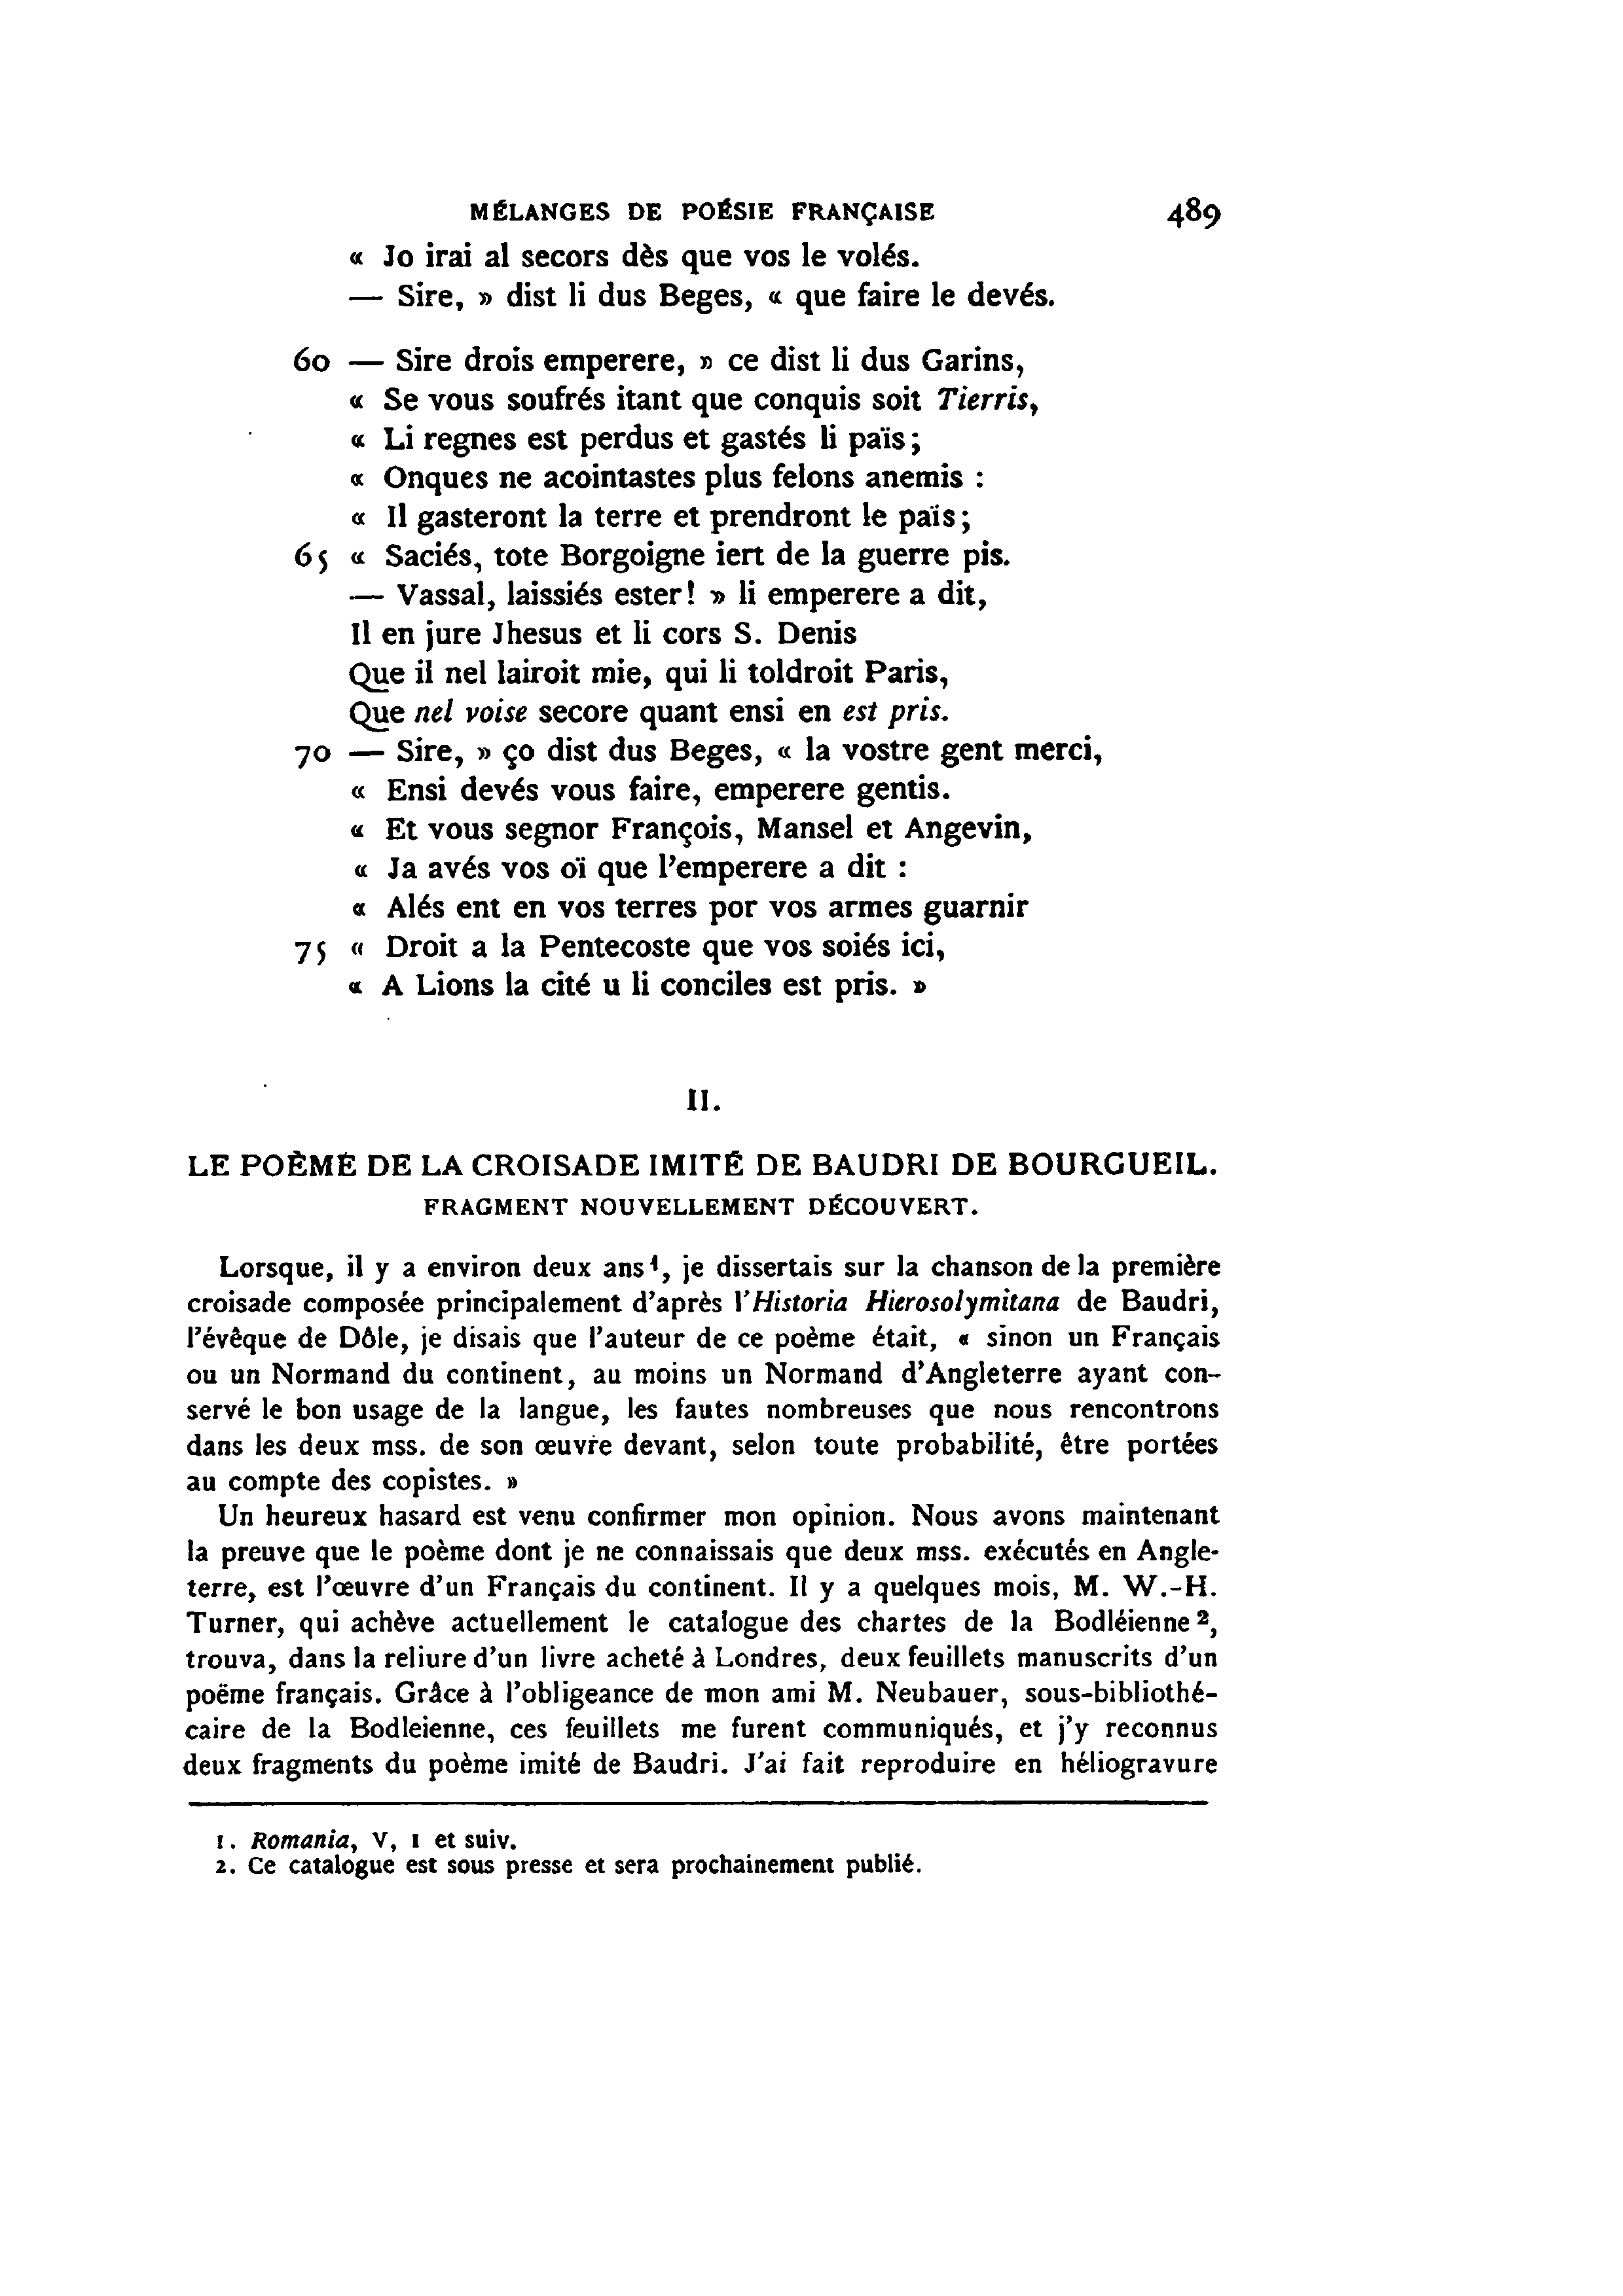 MÉLANGES DE POÉSIE FRANÇAISE 489
« Jo irai al secors dès que vos le volés.
— Sire, » dist li dus Beges, « que faire le devés.
60 — Sire drois emperere, » ce dist li dus Garins,
« Se vous soufrés itant que conquis soit Tierris,
« Li regnes est perdus et gastés li païs ;
« Onques ne acointastes plus felons anemis :
« Il gasteront la terre et prendront le païs ;
65 « Saciés, tote Borgoigne iert de la guerre pis.
— Vassal, laissiés ester! » li emperere a dit,
Il en jure Jhesus et li cors S. Denis
Que il nel lairoit mie, qui li toldroit Paris,
Que nel voise secore quant ensi en est pris.
70 — Sire, » ço dist dus Beges, « la vostre gent merci,
« Ensi devés vous faire, emperere gentis.
« Et vous segnor François, Mansel et Angevin,
« Ja avés vos oï que l'emperere a dit :
« Alés ent en vos terres por vos armes guarnir
75 « Droit a la Pentecoste que vos soiés ici,
« A Lions la cité u li conciles est pris. »
II.
LE POÈME DE LA CROISADE IMITÉ DE BAUDRI DE BOURGUEIL.
FRAGMENT NOUVELLEMENT DÉCOUVERT.
Lorsque, il y a environ deux ans¹, je dissertais sur la chanson de la première
croisade composée principalement d'après l'Historia Hierosolymitana de Baudri,
l'évêque de Dôle, je disais que l'auteur de ce poème était, « sinon un Français
ou un Normand du continent, au moins un Normand d'Angleterre ayant con-
servé le bon usage de la langue, les fautes nombreuses que nous rencontrons
dans les deux mss. de son œuvre devant, selon toute probabilité, être portées
au compte des copistes. »
Un heureux hasard est venu confirmer mon opinion. Nous avons maintenant
la preuve que le poème dont je ne connaissais que deux mss. exécutés en Angle-
terre, est l'œuvre d'un Français du continent. Il y a quelques mois, M. W.-H.
Turner, qui achève actuellement le catalogue des chartes de la Bodléienne²,
trouva, dans la reliure d'un livre acheté à Londres, deux feuillets manuscrits d'un
poëme français. Grâce à l'obligeance de mon ami M. Neubauer, sous-bibliothé-
caire de la Bodleienne, ces feuillets me furent communiqués, et j'y reconnus
deux fragments du poème imité de Baudri. J'ai fait reproduire en héliogravure
1. Romania, V, 1 et suiv.
2. Ce catalogue est sous presse et sera prochainement publié.